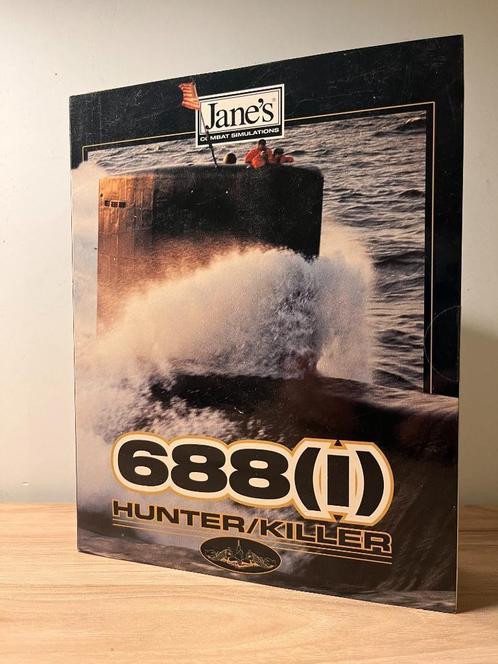 Jane's
COMBAT SIMULATIONS
688(i)
HUNTER/KILLER